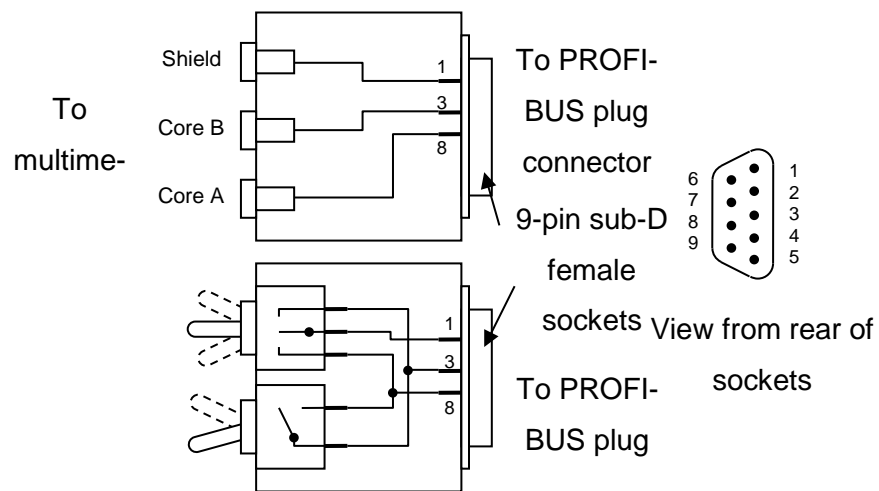 Shield
Core B
Core A
To
multime-
1
3
8
To PROFI-
BUS plug
connector
9-pin sub-D
female
sockets
6
7
8
9
1
2
3
4
5
View from rear of
sockets
1
3
8
To PROFI-
BUS plug